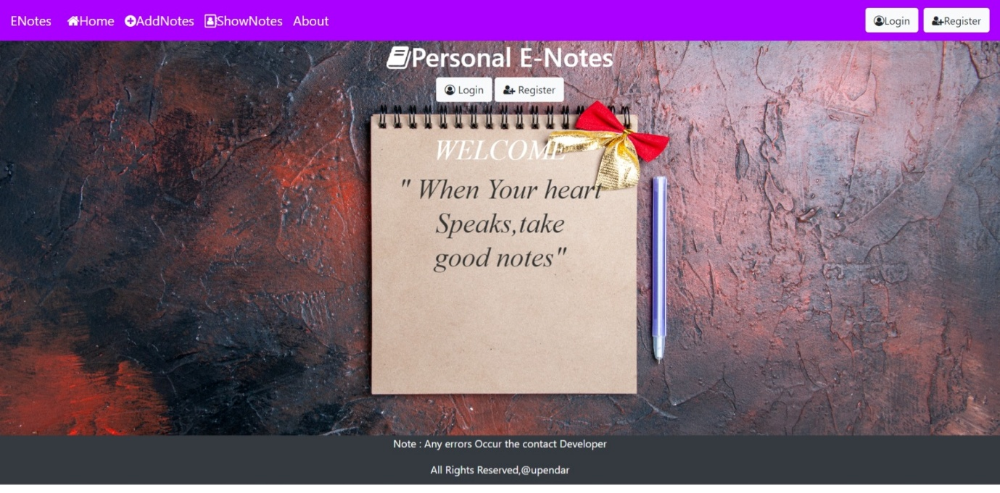 ENotes Home AddNotes ShowNotes About Login Register
Personal E-Notes
Login Register
WELCOME
" When Your heart
Speaks,take
good notes"
Note : Any errors Occur the contact Developer
All Rights Reserved,@upendar